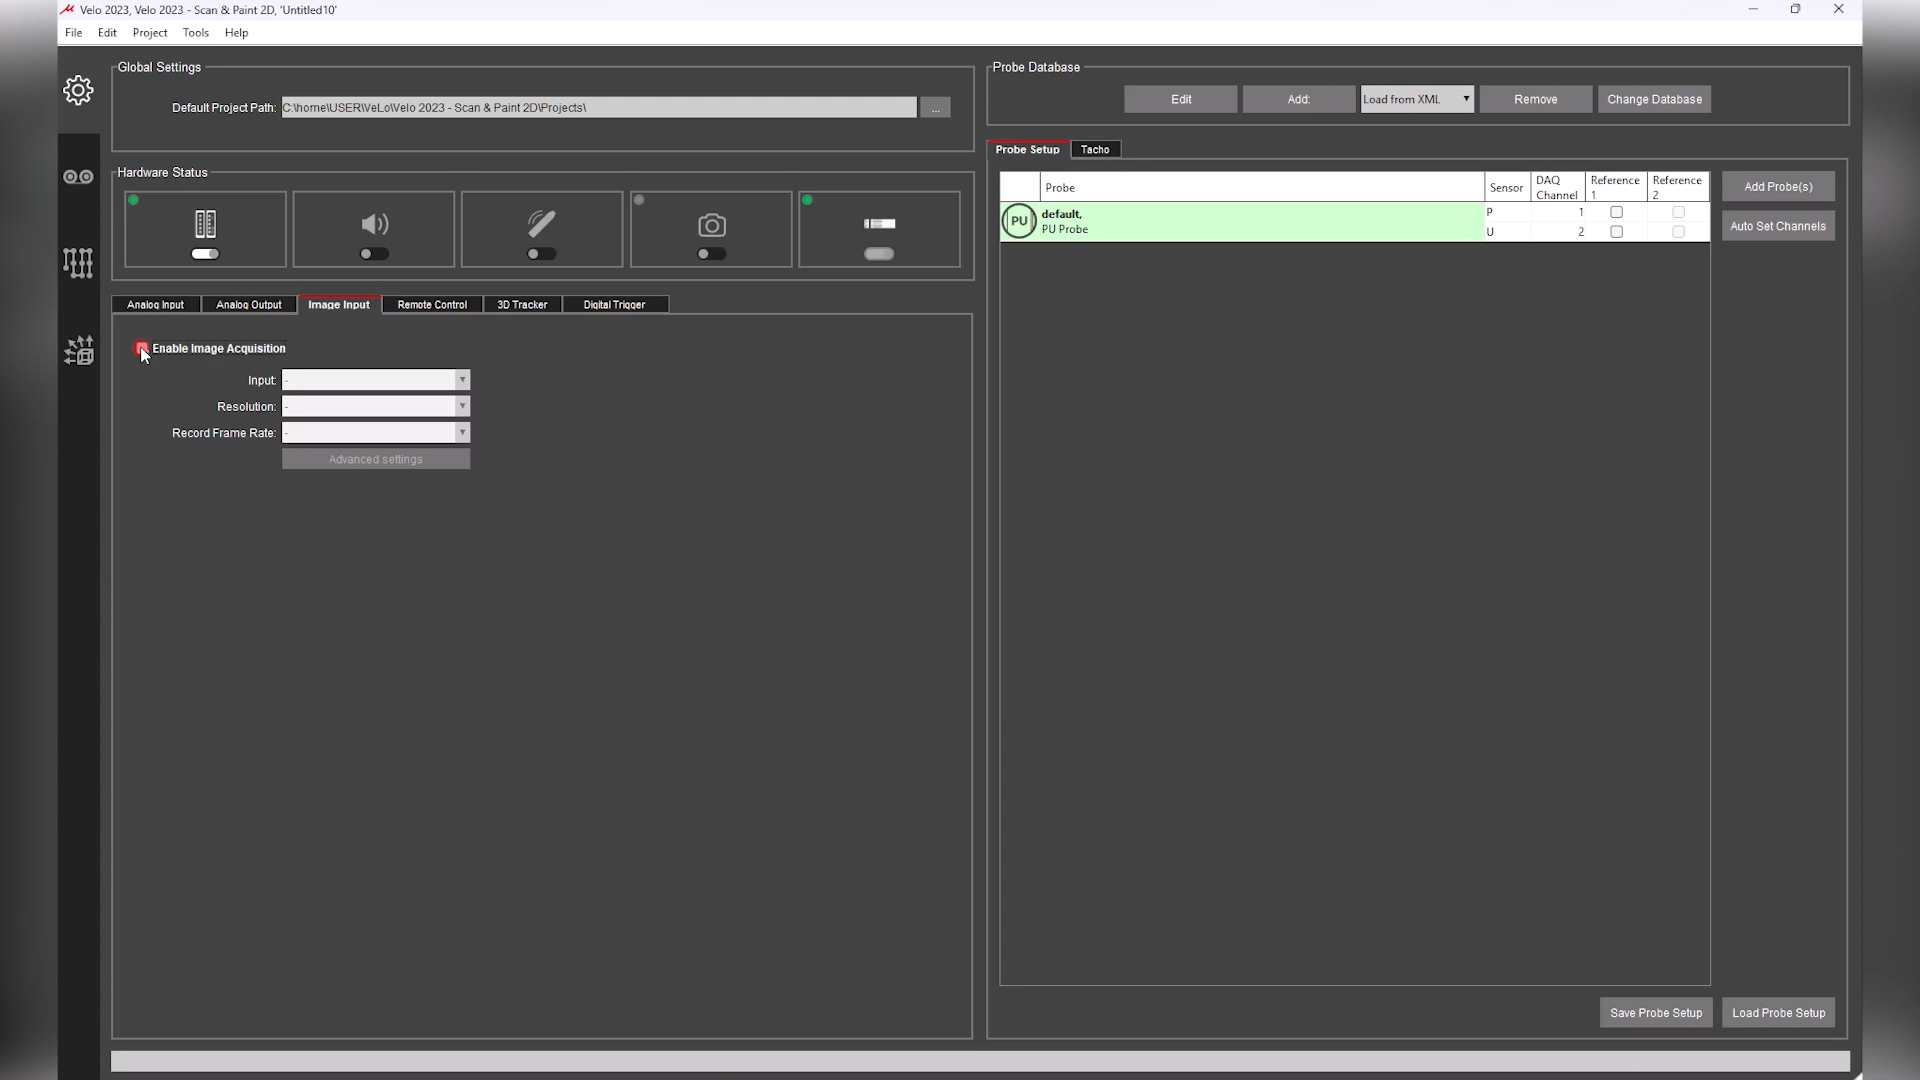 Velo 2023, Velo 2023 - Scan & Paint 2D, 'Untitled10'
File Edit Project Tools Help
Global Settings
Default Project Path: C:\home\USER\VeLo\Velo 2023 - Scan & Paint 2D\Projects\ ...
Hardware Status
Analog Input Analog Output Image Input Remote Control 3D Tracker Digital Trigger
Enable Image Acquisition
Input: -
Resolution: -
Record Frame Rate: -
Advanced settings
Probe Database
Edit Add: Load from XML Remove Change Database
Probe Setup Tacho
Probe Sensor DAQ Channel Reference 1 Reference 2
PU default, PU Probe
P 1
U 2
Add Probe(s)
Auto Set Channels
Save Probe Setup Load Probe Setup